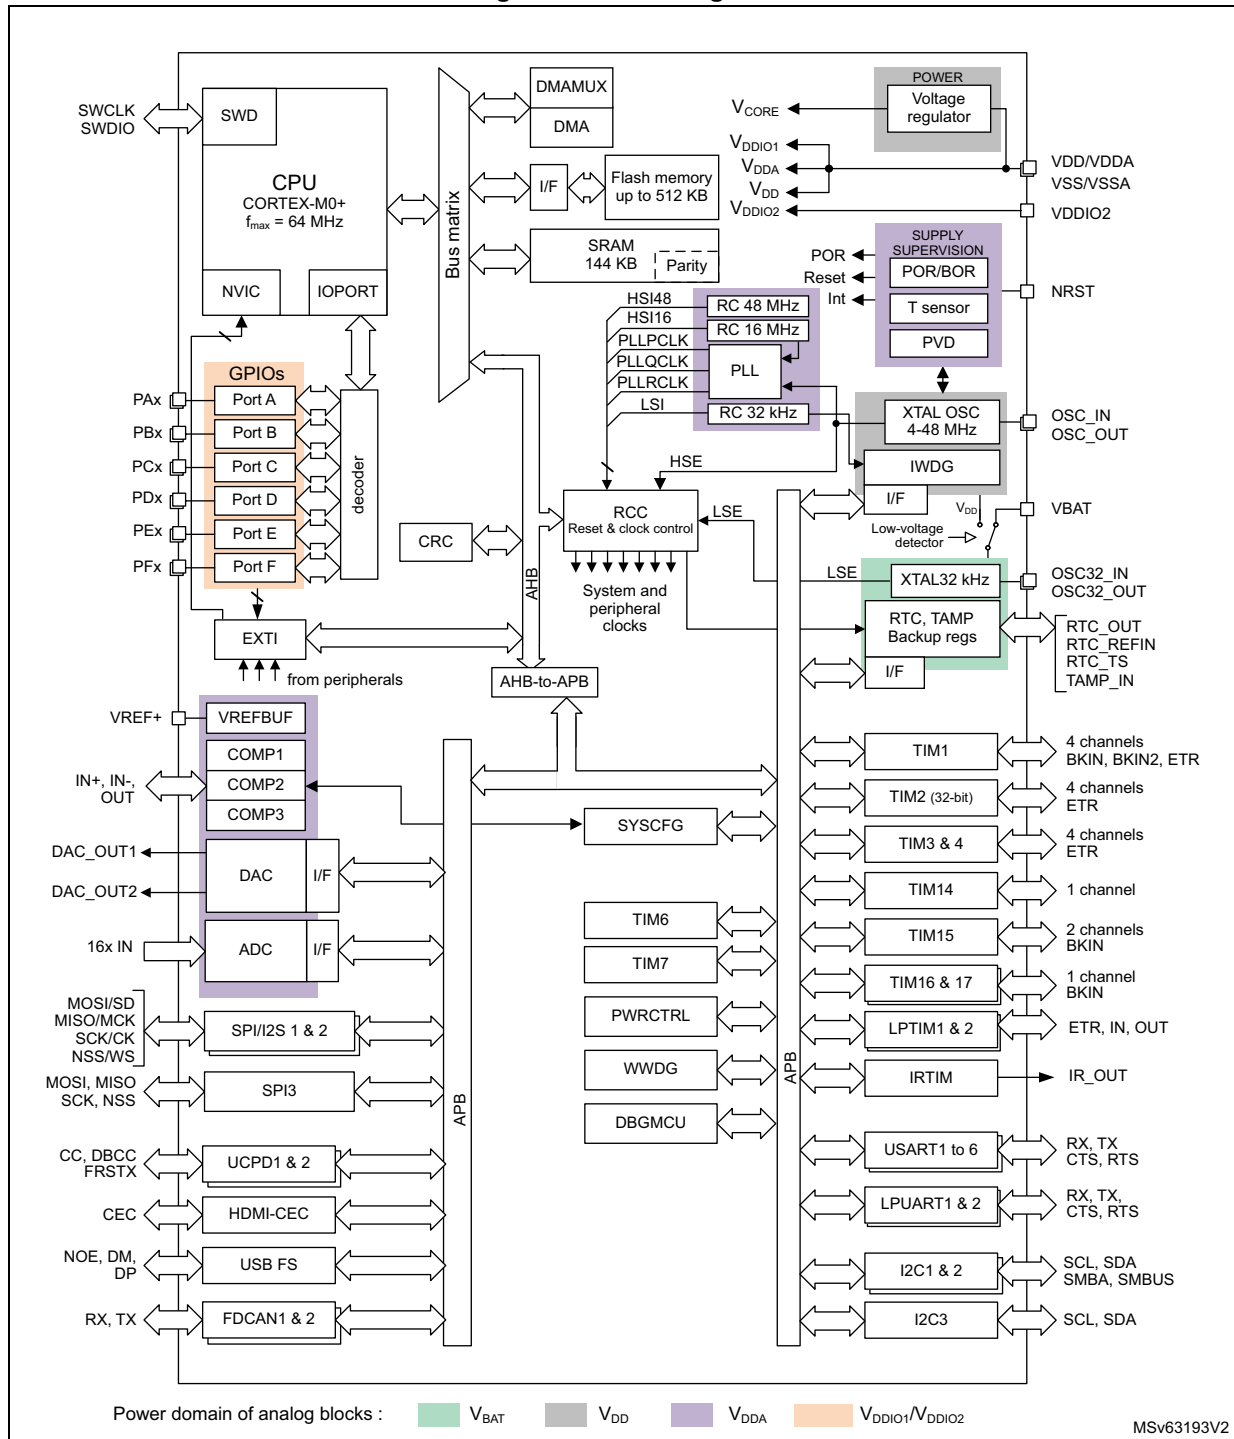 SWCLK
SWDIO
SWD
CPU
CORTEX-M0+
fmax = 64 MHz
NVIC
IOPORT
Bus matrix
DMAMUX
DMA
I/F
Flash memory
up to 512 KB
SRAM
144 KB
Parity
POWER
Voltage
regulator
VCORE
VDDIO1
VDDA
VDD
VDDIO2
VDD/VDDA
VSS/VSSA
VDDIO2
SUPPLY
SUPERVISION
POR/BOR
T sensor
PVD
POR
Reset
Int
NRST
HSI48
HSI16
PLLPCLK
PLLQCLK
PLLRCLK
LSI
RC 48 MHz
RC 16 MHz
PLL
RC 32 kHz
XTAL OSC
4-48 MHz
IWDG
I/F
OSC_IN
OSC_OUT
HSE
VDD
VBAT
Low-voltage
detector
GPIOs
PAx
Port A
PBx
Port B
PCx
Port C
PDx
Port D
PEx
Port E
PFx
Port F
decoder
CRC
RCC
Reset & clock control
LSE
System and
peripheral
clocks
AHB
LSE
XTAL32 kHz
OSC32_IN
OSC32_OUT
RTC, TAMP
Backup regs
I/F
RTC_OUT
RTC_REFIN
RTC_TS
TAMP_IN
EXTI
from peripherals
AHB-to-APB
VREF+
VREFBUF
COMP1
COMP2
COMP3
IN+, IN-,
OUT
DAC_OUT1
DAC_OUT2
DAC
I/F
16x IN
ADC
I/F
MOSI/SD
MISO/MCK
SCK/CK
NSS/WS
SPI/I2S 1 & 2
MOSI, MISO
SCK, NSS
SPI3
CC, DBCC
FRSTX
UCPD1 & 2
CEC
HDMI-CEC
NOE, DM,
DP
USB FS
RX, TX
FDCAN1 & 2
APB
SYSCFG
TIM6
TIM7
PWRCTRL
WWDG
DBGMCU
APB
TIM1
4 channels
BKIN, BKIN2, ETR
TIM2 (32-bit)
4 channels
ETR
TIM3 & 4
4 channels
ETR
TIM14
1 channel
TIM15
2 channels
BKIN
TIM16 & 17
1 channel
BKIN
LPTIM1 & 2
ETR, IN, OUT
IRTIM
IR_OUT
USART1 to 6
RX, TX
CTS, RTS
LPUART1 & 2
RX, TX,
CTS, RTS
I2C1 & 2
SCL, SDA
SMBA, SMBUS
I2C3
SCL, SDA
Power domain of analog blocks :
VBAT
VDD
VDDA
VDDIO1/VDDIO2
MSv63193V2